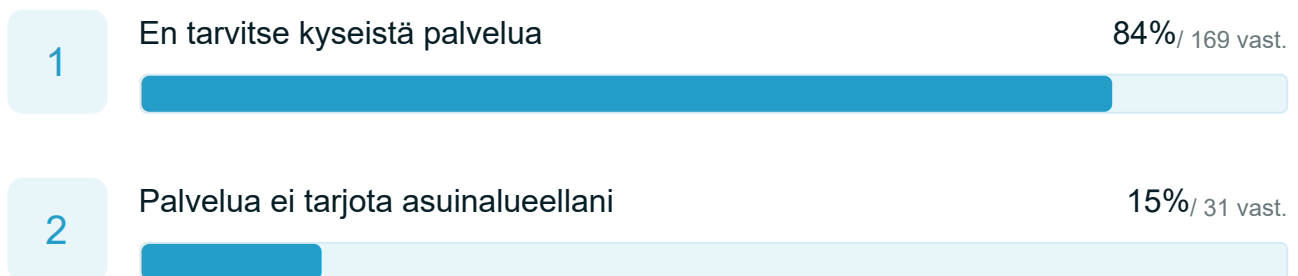 1
En tarvitse kyseistä palvelua
84% / 169 vast.
2
Palvelua ei tarjota asuinalueellani
15% / 31 vast.